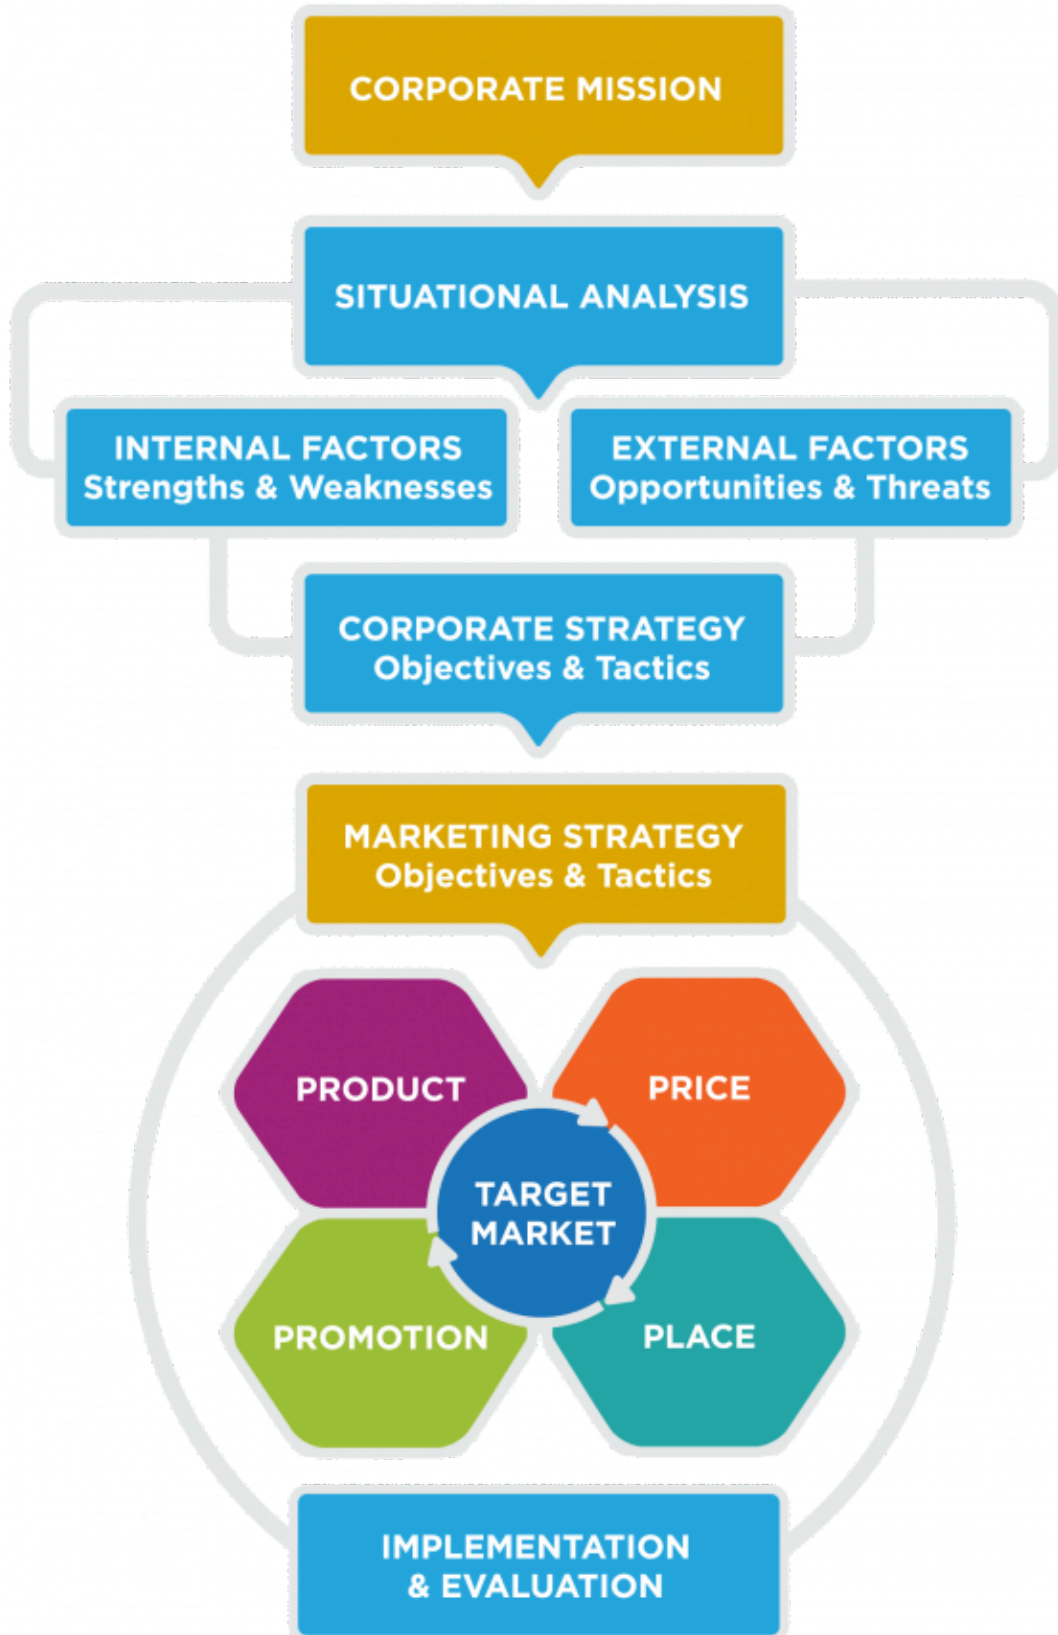 CORPORATE MISSION
SITUATIONAL ANALYSIS
INTERNAL FACTORS
Strengths & Weaknesses
EXTERNAL FACTORS
Opportunities & Threats
CORPORATE STRATEGY
Objectives & Tactics
MARKETING STRATEGY
Objectives & Tactics
PRODUCT
PRICE
TARGET
MARKET
PROMOTION
PLACE
IMPLEMENTATION
& EVALUATION